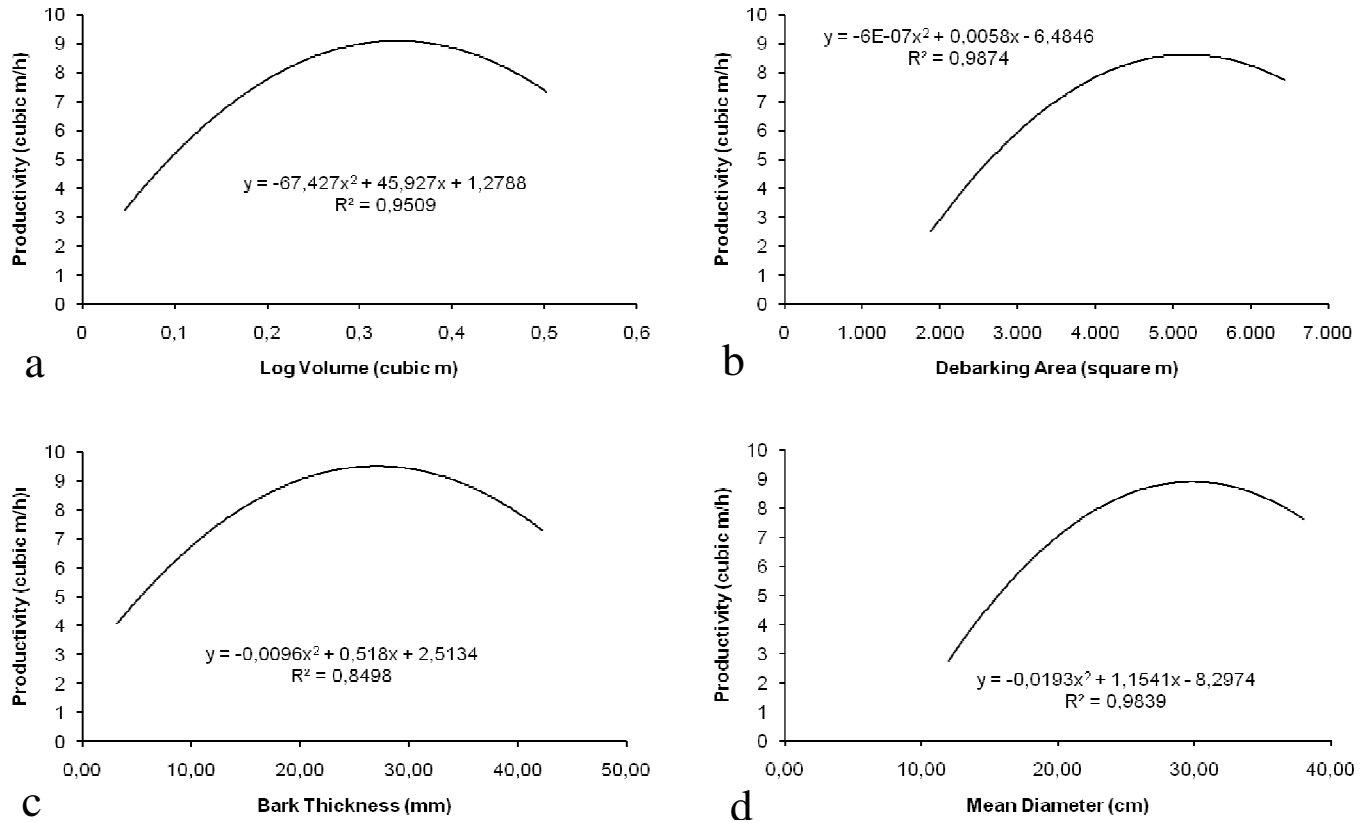 10
9
8
7
6
5
4
3
2
1
0
Productivity (cubic m/h)
y = -67,427x² + 45,927x + 1,2788
R² = 0,9509
0 0,1 0,2 0,3 0,4 0,5 0,6
Log Volume (cubic m)
a
10
9
8
7
6
5
4
3
2
1
0
Productivity (cubic m/h)
y = -6E-07x² + 0,0058x - 6,4846
R² = 0,9874
0 1.000 2.000 3.000 4.000 5.000 6.000 7.000
Debarking Area (square m)
b
10
9
8
7
6
5
4
3
2
1
0
Productivity (cubic m/h)ı
y = -0,0096x² + 0,518x + 2,5134
R² = 0,8498
0,00 10,00 20,00 30,00 40,00 50,00
Bark Thickness (mm)
c
10
9
8
7
6
5
4
3
2
1
0
Productivity (cubic m/h)
y = -0,0193x² + 1,1541x - 8,2974
R² = 0,9839
0,00 10,00 20,00 30,00 40,00
Mean Diameter (cm)
d